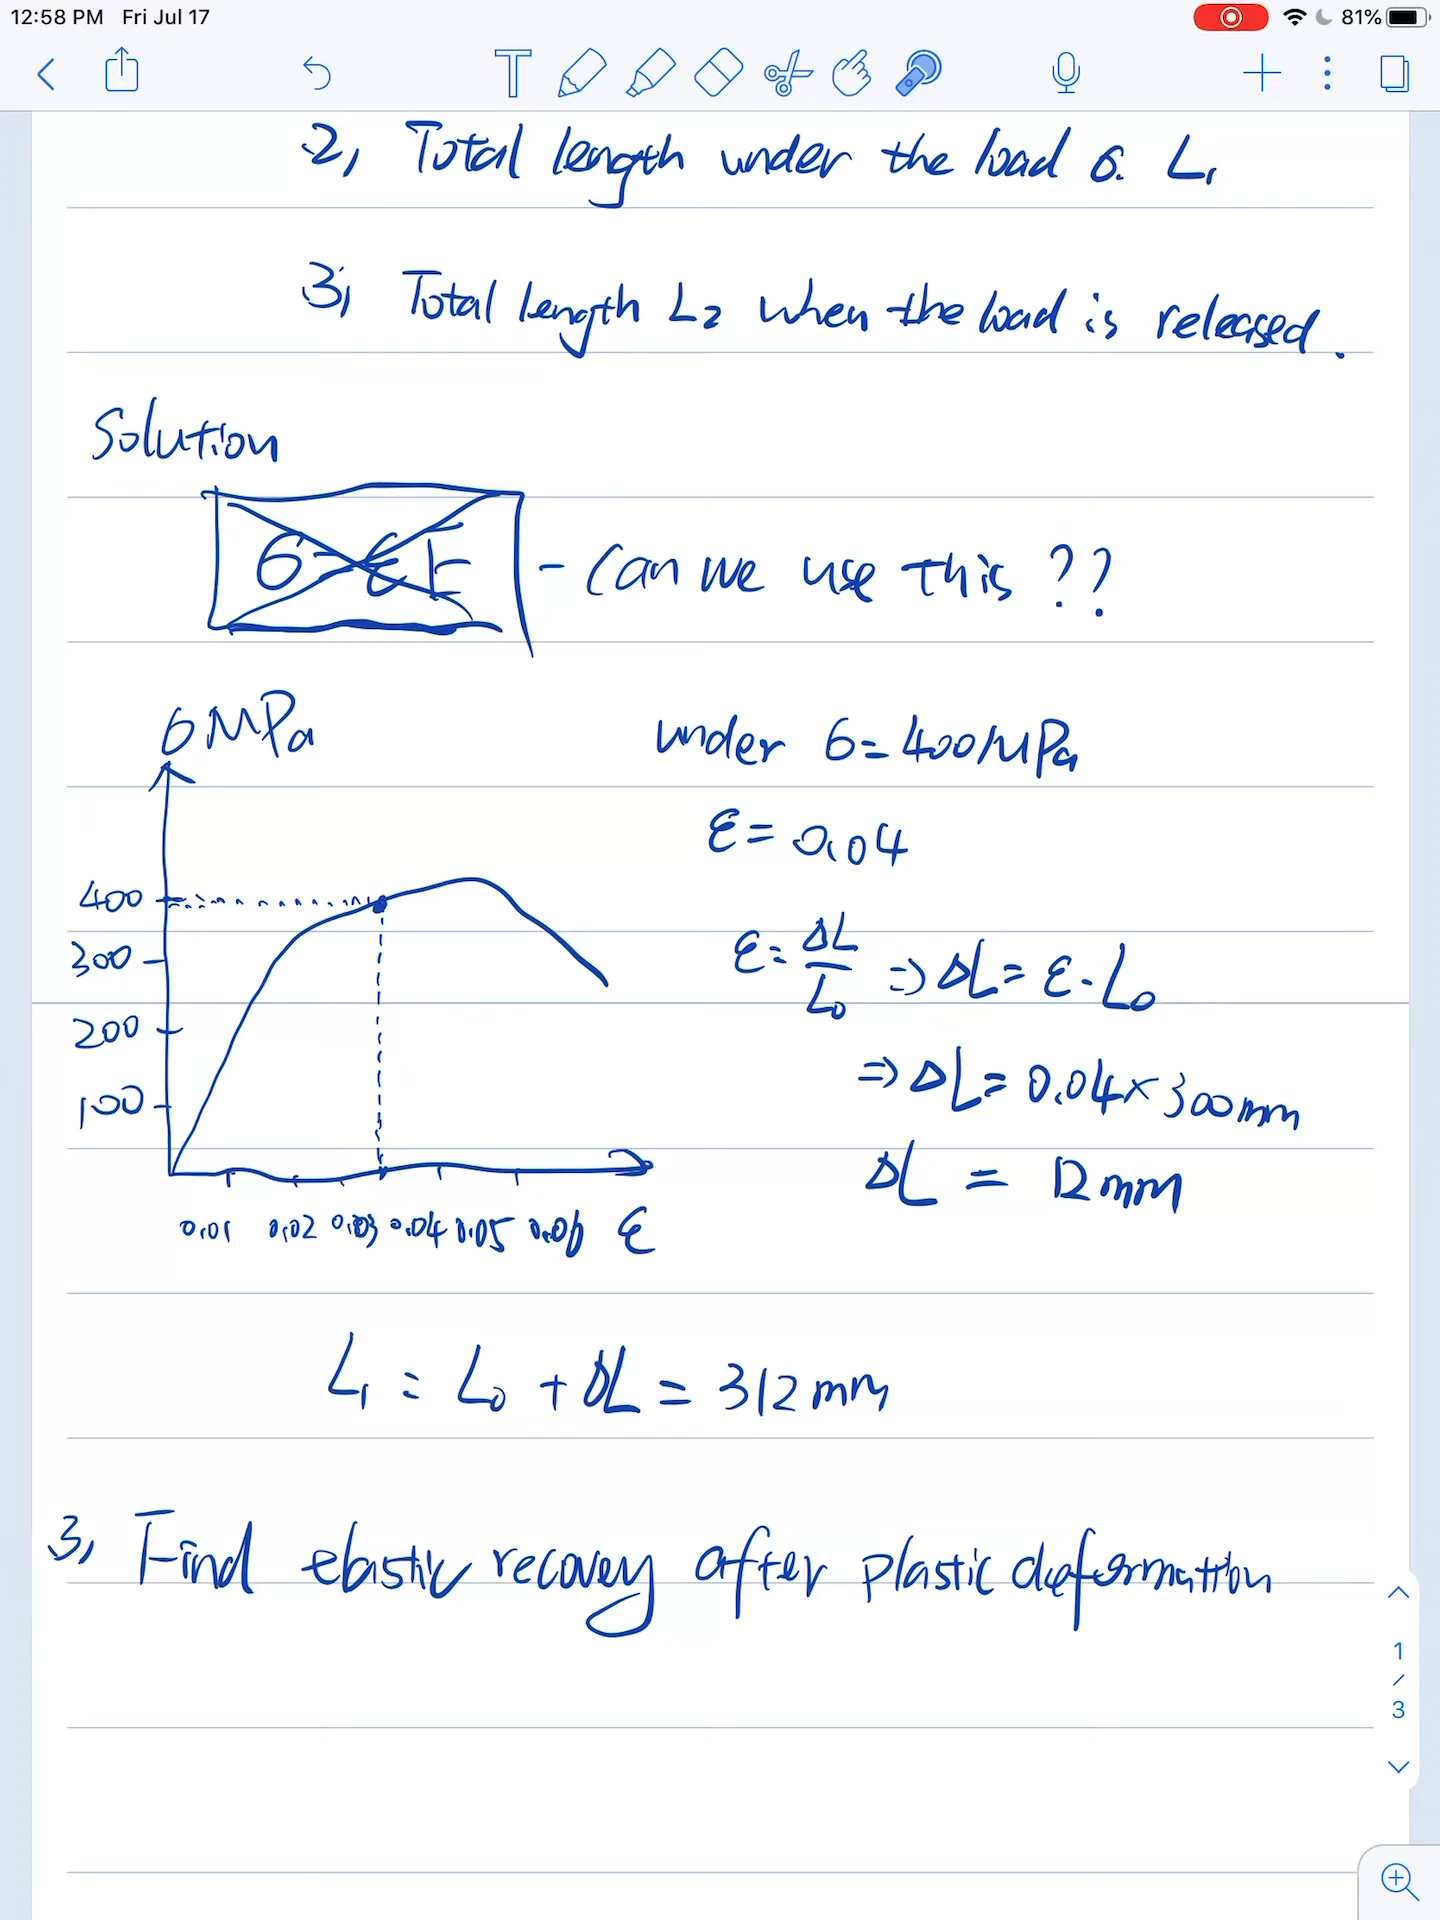 12:58 PM Fri Jul 17
81%
2, Total length under the load σ. L₁
3, Total length L₂ when the load is released.
Solution
σ=εE - Can we use this ??
σ MPa
under σ=400MPa
ε=0.04
400
ε=ΔL/L₀ => ΔL= ε·L₀
300
200
=> ΔL= 0.04×300mm
100
ΔL = 12mm
0.01 0.02 0.03 0.04 0.05 0.06 ε
L₁ = L₀ + ΔL = 312mm
3, Find elastic recovey after plastic deformation
1
/
3